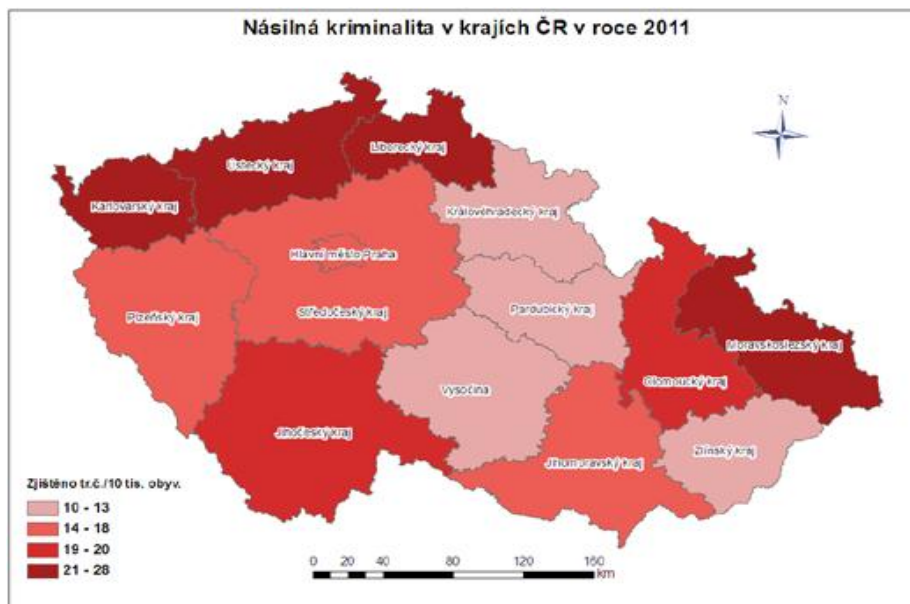 Násilná kriminalita v krajích ČR v roce 2011
N
Liberecký kraj
Ústecký kraj
Karlovarský kraj
Královéhradecký kraj
Hlavní město Praha
Pardubický kraj
Středočeský kraj
Plzeňský kraj
Moravskoslezský kraj
Olomoucký kraj
Vysočina
Jihočeský kraj
Jihomoravský kraj
Zlínský kraj
Zjištěno tr.č./10 tis. obyv.
10 - 13
14 - 18
19 - 20
21 - 28
0 20 40 80 120 160
km